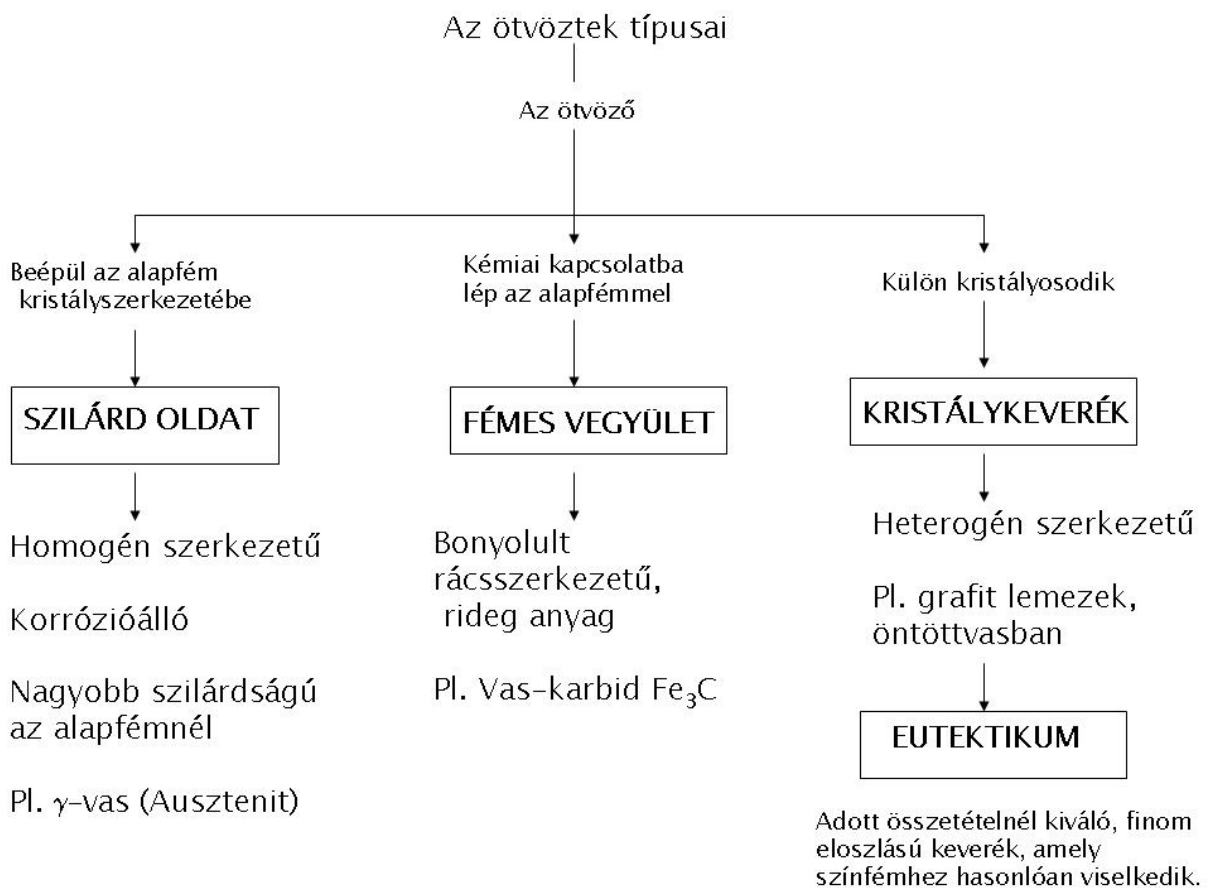 Az ötvöztek típusai
Az ötvöző
Beépül az alapfém
kristályszerkezetébe
SZILÁRD OLDAT
Homogén szerkezetű
Korrózióálló
Nagyobb szilárdságú
az alapfémnél
Pl. γ-vas (Ausztenit)
Kémiai kapcsolatba
lép az alapfémmel
FÉMES VEGYÜLET
Bonyolult
rácsszerkezetű,
rideg anyag
Pl. Vas-karbid Fe₃C
Külön kristályosodik
KRISTÁLYKEVERÉK
Heterogén szerkezetű
Pl. grafit lemezek,
öntöttvasban
EUTEKTIKUM
Adott összetételnél kiváló, finom
eloszlású keverék, amely
színfémhez hasonlóan viselkedik.